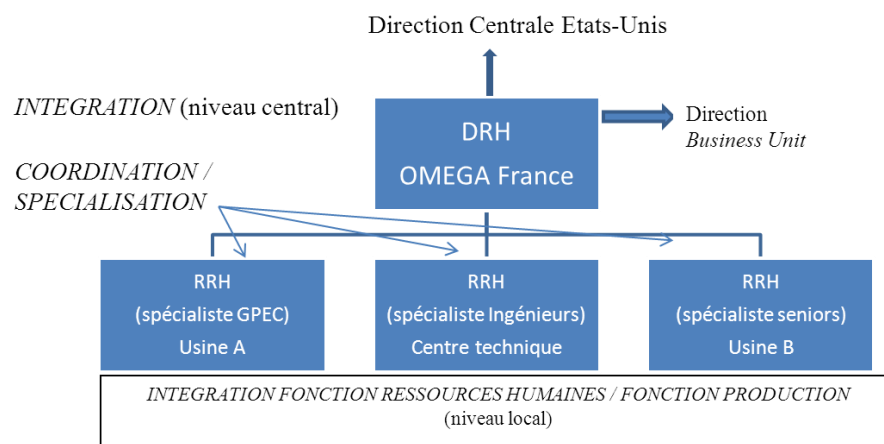 Direction Centrale Etats-Unis
INTEGRATION (niveau central)
DRH
OMEGA France
Direction
Business Unit
COORDINATION /
SPECIALISATION
RRH
(spécialiste GPEC)
Usine A
RRH
(spécialiste Ingénieurs)
Centre technique
RRH
(spécialiste seniors)
Usine B
INTEGRATION FONCTION RESSOURCES HUMAINES / FONCTION PRODUCTION
(niveau local)